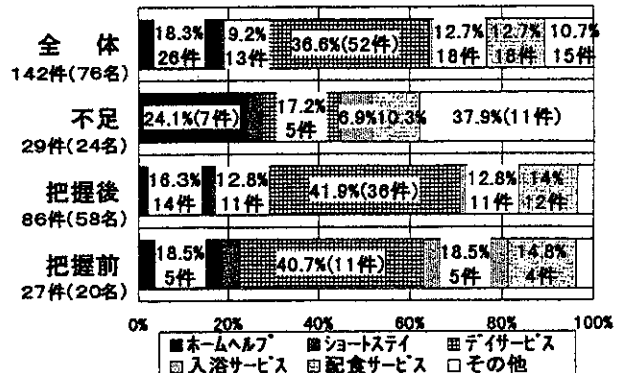 全 体
142件(76名)
18.3% 9.2% 36.6%(52件) 12.7% 12.7% 10.7%
26件 13件 18件 18件 15件
不足
29件(24名)
24.1%(7件) 17.2% 6.9% 10.3% 37.9%(11件)
5件
把握後
86件(58名)
16.3% 12.8% 41.9%(36件) 12.8% 14%
14件 11件 11件 12件
把握前
27件(20名)
18.5% 40.7%(11件) 18.5% 14.8%
5件 5件 4件
0% 20% 40% 60% 80% 100%
■ホームヘルプ ショートステイ デイサービス
入浴サービス 配食サービス □その他